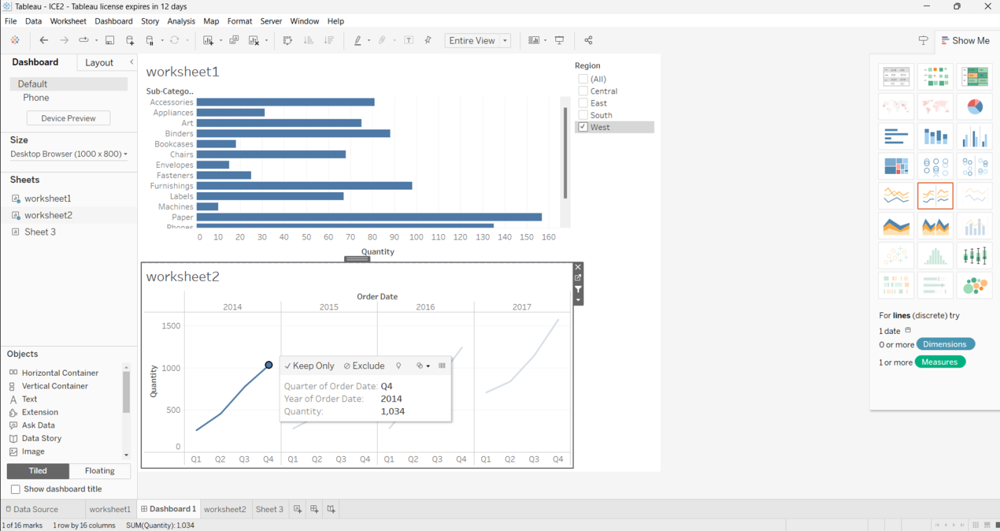 Tableau - ICE2 - Tableau license expires in 12 days
File Data Worksheet Dashboard Story Analysis Map Format Server Window Help
Entire View
Show Me
Dashboard Layout
Default
Phone
Device Preview
Size
Desktop Browser (1000 x 800)
Sheets
worksheet1
worksheet2
Sheet 3
Objects
Horizontal Container
Vertical Container
Text
Extension
Ask Data
Data Story
Image
Tiled Floating
Show dashboard title
worksheet1
Sub-Catego..
Accessories
Appliances
Art
Binders
Bookcases
Chairs
Envelopes
Fasteners
Furnishings
Labels
Machines
Paper
Phones
0 10 20 30 40 50 60 70 80 90 100 110 120 130 140 150 160
Quantity
Region
(All)
Central
East
South
West
worksheet2
Order Date
2014 2015 2016 2017
Quantity
1500
1000
500
0
Keep Only Exclude
Quarter of Order Date: Q4
Year of Order Date: 2014
Quantity: 1,034
Q1 Q2 Q3 Q4 Q1 Q2 Q3 Q4 Q1 Q2 Q3 Q4 Q1 Q2 Q3 Q4
For lines (discrete) try
1 date
0 or more Dimensions
1 or more Measures
Data Source worksheet1 Dashboard 1 worksheet2 Sheet 3
1 of 16 marks 1 row by 16 columns SUM(Quantity): 1,034